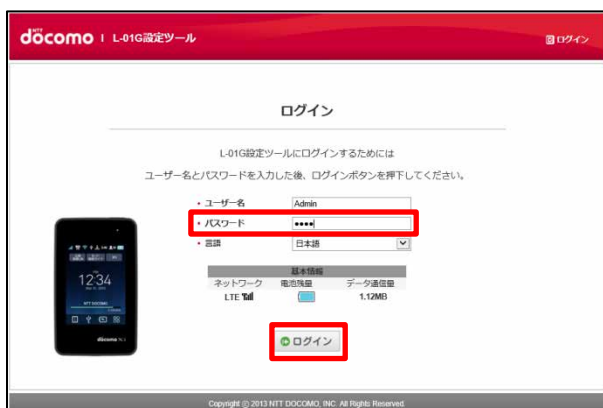 NTT
döcomo | L-01G設定ツール
ログイン
ログイン
L-01G設定ツールにログインするためには
ユーザー名とパスワードを入力した後、ログインボタンを押下してください。
・ユーザー名 Admin
・パスワード ••••
・言語 日本語
基本情報
ネットワーク 電池残量 データ通信量
LTE 1.12MB
12:34
döcomo
ログイン
Copyright © 2013 NTT DOCOMO, INC. All Rights Reserved.